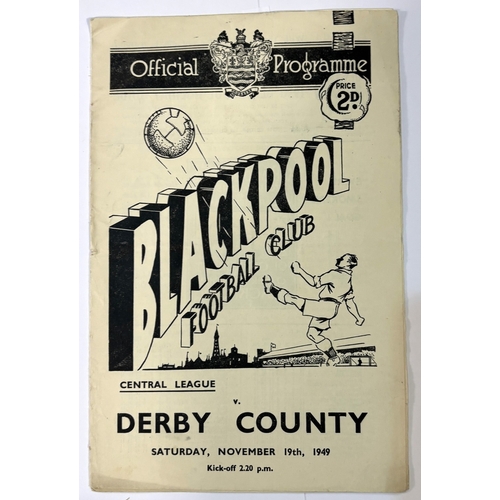 Official Programme
PRICE
2D.
BLACKPOOL
FOOTBALL CLUB
CENTRAL LEAGUE
v.
DERBY COUNTY
SATURDAY, NOVEMBER 19th, 1949
Kick-off 2.20 p.m.